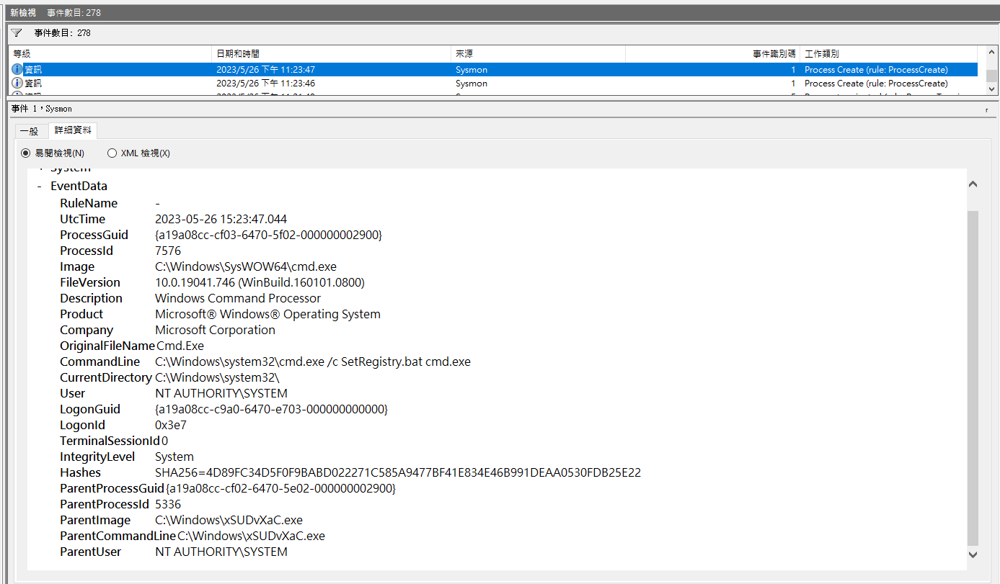 新檢視 事件數目: 278
事件數目: 278
等級 日期和時間 來源 事件識別碼 工作類別
資訊 2023/5/26 下午 11:23:47 Sysmon 1 Process Create (rule: ProcessCreate)
資訊 2023/5/26 下午 11:23:46 Sysmon 1 Process Create (rule: ProcessCreate)
事件 1，Sysmon
一般 詳細資料
易閱檢視(N) XML 檢視(X)
+ System
- EventData
RuleName -
UtcTime 2023-05-26 15:23:47.044
ProcessGuid {a19a08cc-cf03-6470-5f02-000000002900}
ProcessId 7576
Image C:\Windows\SysWOW64\cmd.exe
FileVersion 10.0.19041.746 (WinBuild.160101.0800)
Description Windows Command Processor
Product Microsoft® Windows® Operating System
Company Microsoft Corporation
OriginalFileName Cmd.Exe
CommandLine C:\Windows\system32\cmd.exe /c SetRegistry.bat cmd.exe
CurrentDirectory C:\Windows\system32\
User NT AUTHORITY\SYSTEM
LogonGuid {a19a08cc-c9a0-6470-e703-000000000000}
LogonId 0x3e7
TerminalSessionId 0
IntegrityLevel System
Hashes SHA256=4D89FC34D5F0F9BABD022271C585A9477BF41E834E46B991DEAA0530FDB25E22
ParentProcessGuid {a19a08cc-cf02-6470-5e02-000000002900}
ParentProcessId 5336
ParentImage C:\Windows\xSUDvXaC.exe
ParentCommandLine C:\Windows\xSUDvXaC.exe
ParentUser NT AUTHORITY\SYSTEM